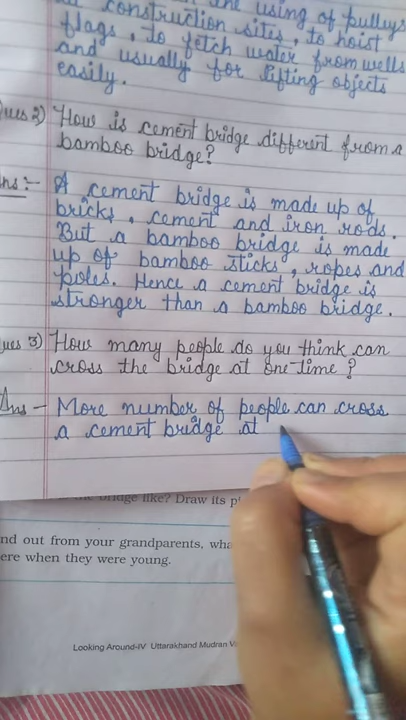 construction sites, to hoist
flags, to fetch water from wells
and usually for lifting objects
easily.
Ques 2) How is cement bridge different from a
bamboo bridge?
Ans:- A cement bridge is made up of
bricks, cement and iron rods.
But a bamboo bridge is made
up of bamboo sticks, ropes and
poles. Hence a cement bridge is
stronger than a bamboo bridge.
Ques 3) How many people do you think can
cross the bridge at one time?
Ans - More number of people can cross
a cement bridge at
bridge like? Draw its
nd out from your grandparents,
ere when they were young.
Looking Around-IV Uttarakhand Mudran